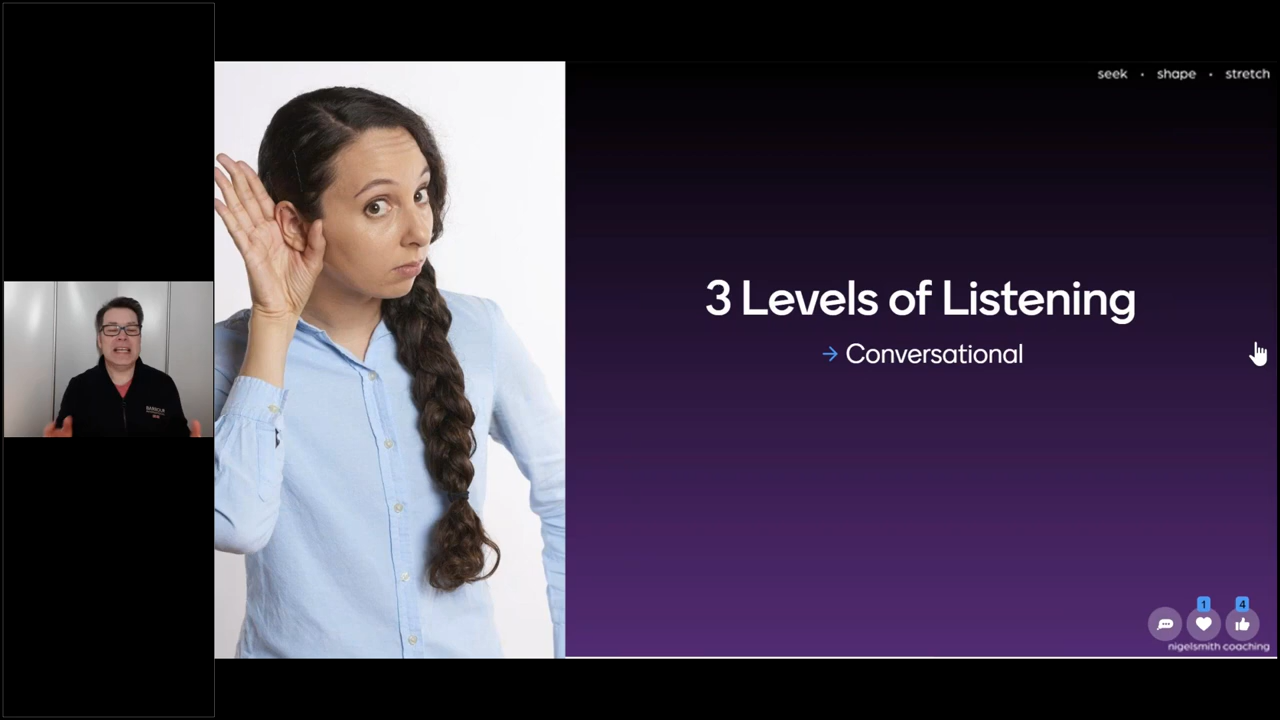 seek • shape • stretch
3 Levels of Listening
→ Conversational
1
4
nigelsmith coaching